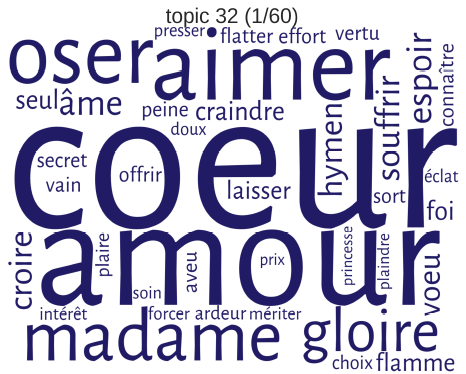 topic 32 (1/60)
presser
flatter effort vertu
oser aimer
espoir
connaître
seul âme
peine craindre
doux
hymen
souffrir
coeur
secret
vain
offrir
laisser
sort
éclat
foi
amour
croire
plaire
soin
aveu
prix
princesse
plaindre
voeu
intérêt
forcer ardeur mériter
madame gloire
choix flamme